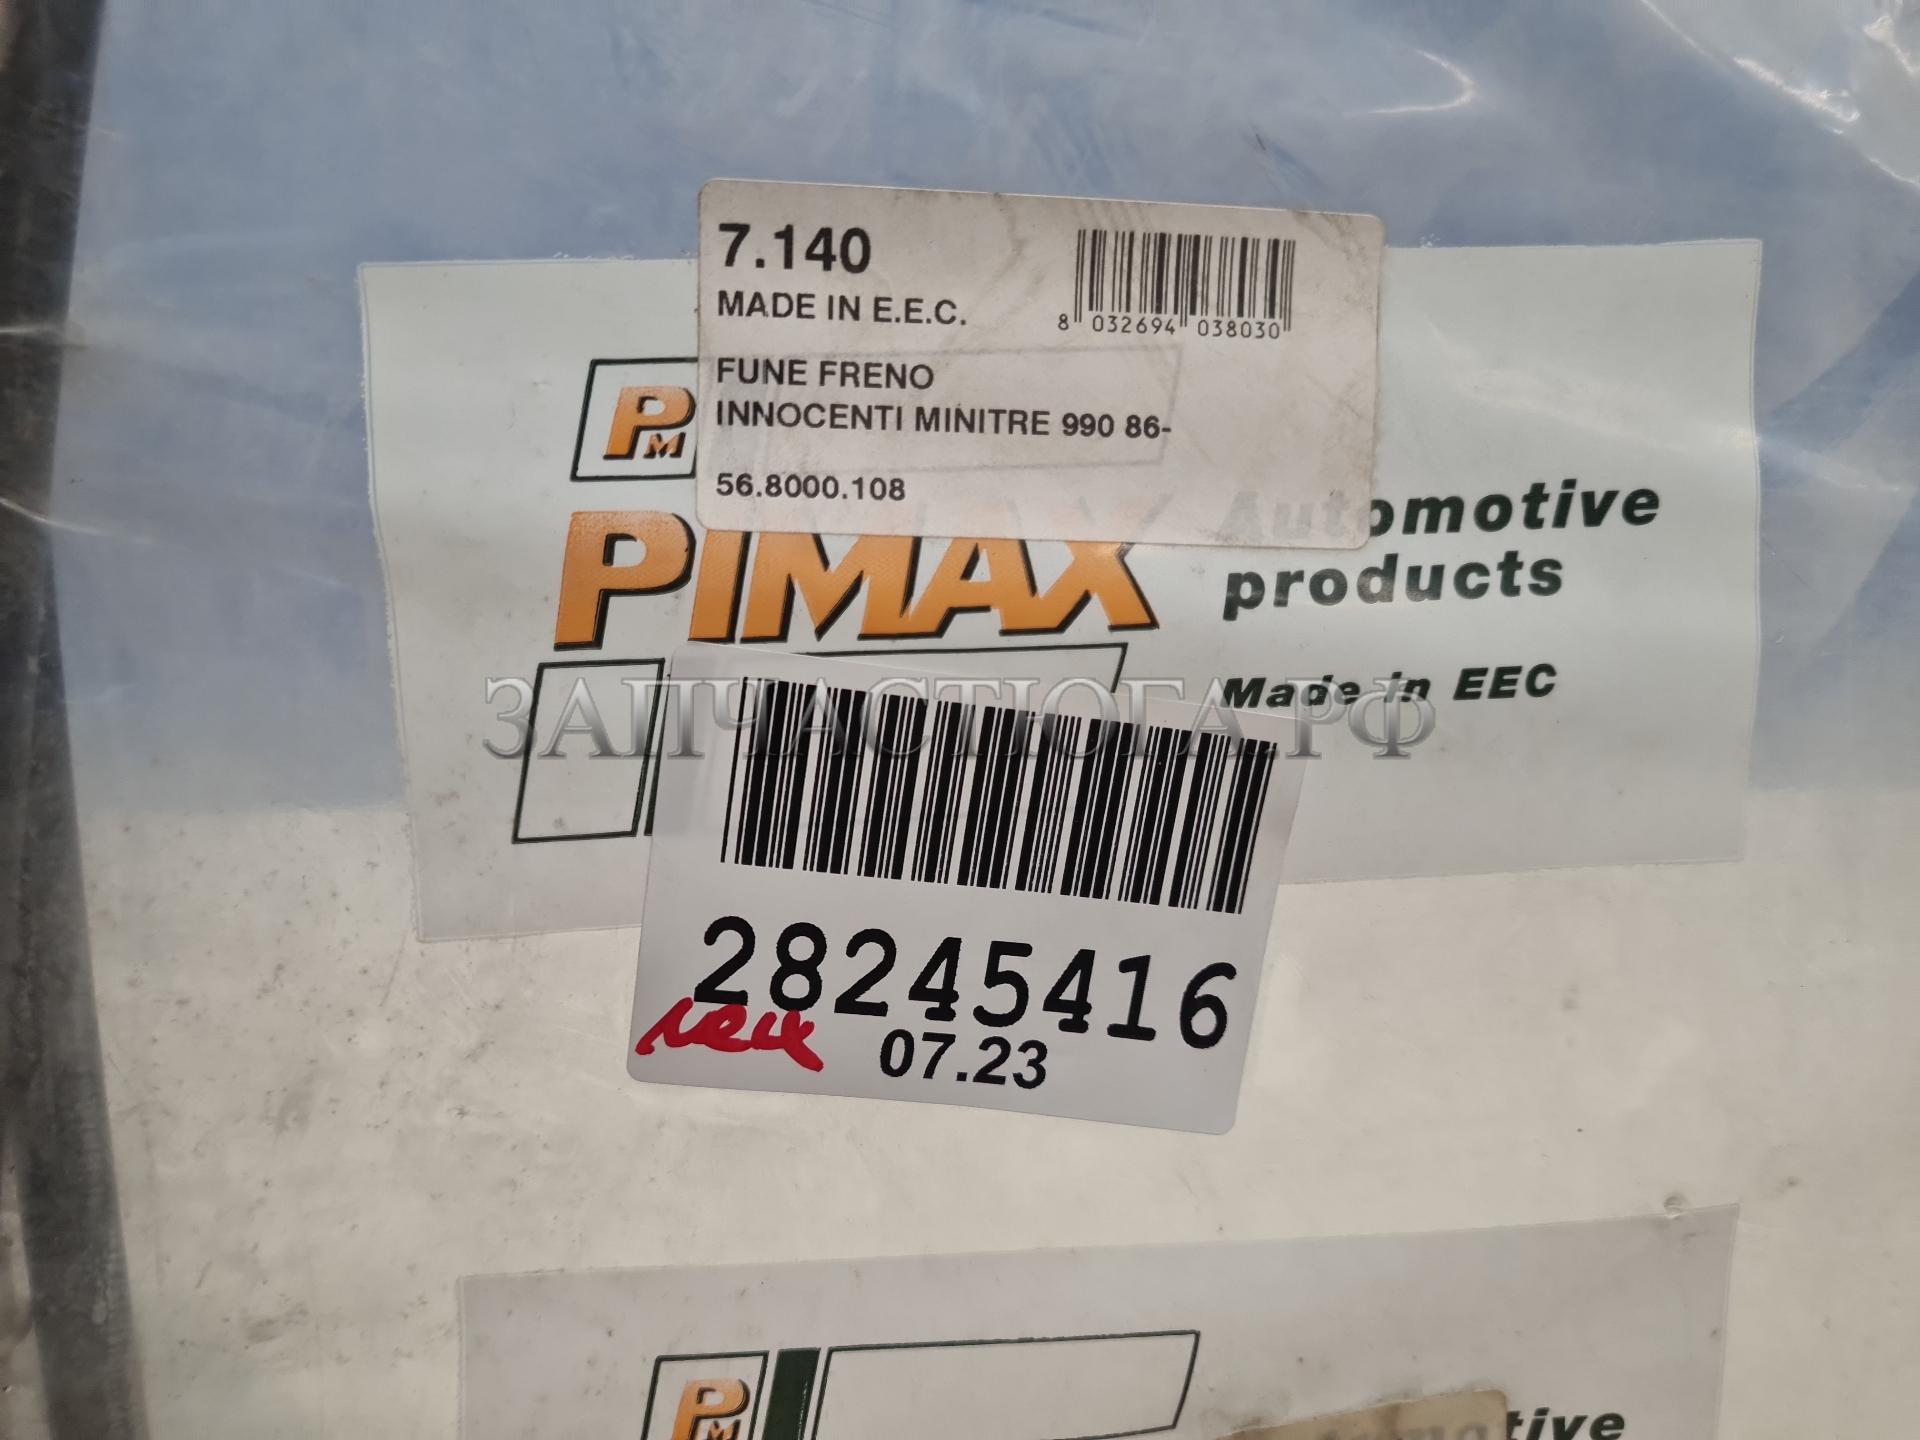 7.140
MADE IN E.E.C.
8 032694 038030
FUNE FRENO
INNOCENTI MINITRE 990 86-
56.8000.108
PM
PIMAX
Automotive
products
Made in EEC
ЗАПЧАСТЮГА.РФ
28245416
07.23
PM